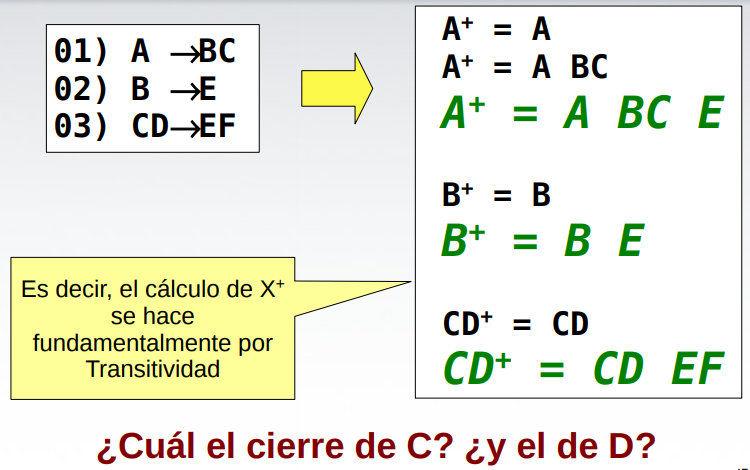 01) A →BC
02) B →E
03) CD→EF
A⁺ = A
A⁺ = A BC
A⁺ = A BC E
B⁺ = B
B⁺ = B E
CD⁺ = CD
CD⁺ = CD EF
Es decir, el cálculo de X⁺
se hace
fundamentalmente por
Transitividad
¿Cuál el cierre de C? ¿y el de D?